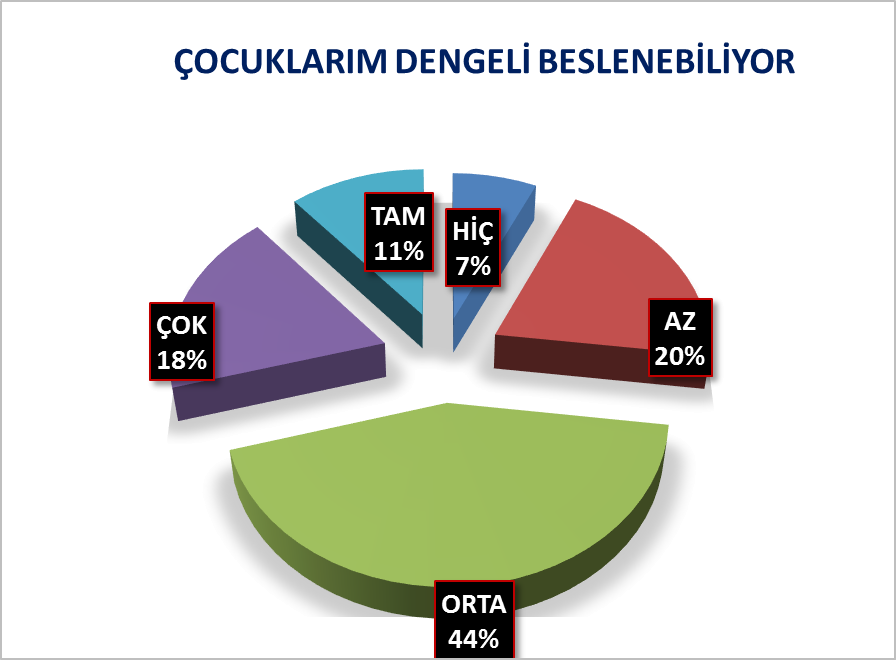 ÇOCUKLARIM DENGELİ BESLENEBİLİYOR
TAM
11%
HİÇ
7%
AZ
20%
ÇOK
18%
ORTA
44%